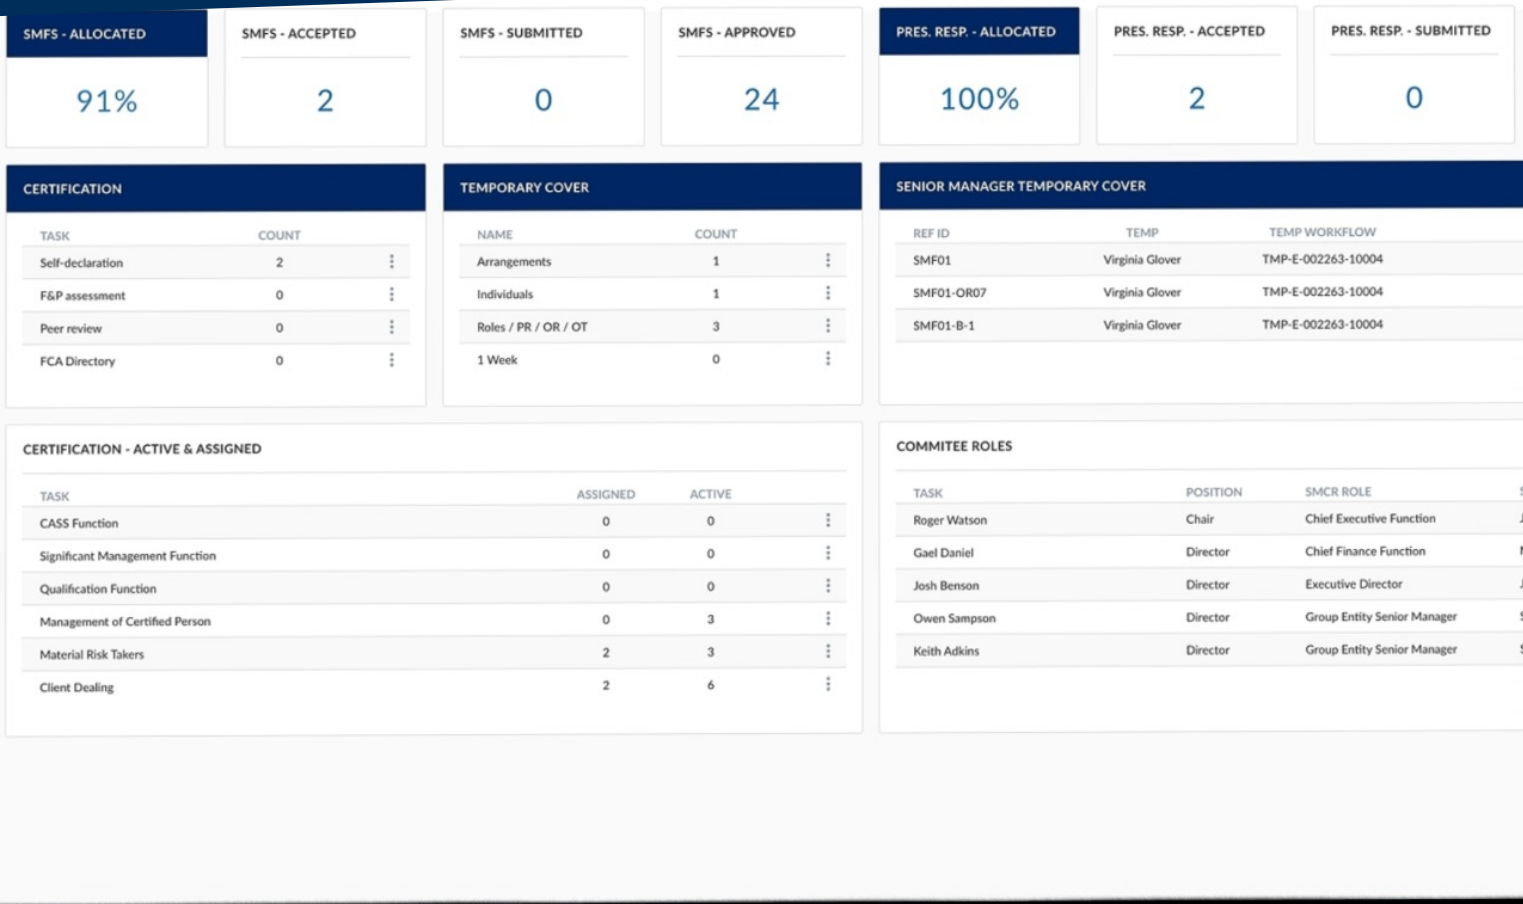 SMFS - ALLOCATED SMFS - ACCEPTED SMFS - SUBMITTED SMFS - APPROVED PRES. RESP. - ALLOCATED PRES. RESP. - ACCEPTED PRES. RESP. - SUBMITTED
91% 2 0 24 100% 2 0
CERTIFICATION
TASK COUNT
Self-declaration 2
F&P assessment 0
Peer review 0
FCA Directory 0
TEMPORARY COVER
NAME COUNT
Arrangements 1
Individuals 1
Roles / PR / OR / OT 3
1 Week 0
SENIOR MANAGER TEMPORARY COVER
REF ID TEMP TEMP WORKFLOW
SMF01 Virginia Glover TMP-E-002263-10004
SMF01-OR07 Virginia Glover TMP-E-002263-10004
SMF01-B-1 Virginia Glover TMP-E-002263-10004
CERTIFICATION - ACTIVE & ASSIGNED
TASK ASSIGNED ACTIVE
CASS Function 0 0
Significant Management Function 0 0
Qualification Function 0 0
Management of Certified Person 0 3
Material Risk Takers 2 3
Client Dealing 2 6
COMMITEE ROLES
TASK POSITION SMCR ROLE
Roger Watson Chair Chief Executive Function
Gael Daniel Director Chief Finance Function
Josh Benson Director Executive Director
Owen Sampson Director Group Entity Senior Manager
Keith Adkins Director Group Entity Senior Manager